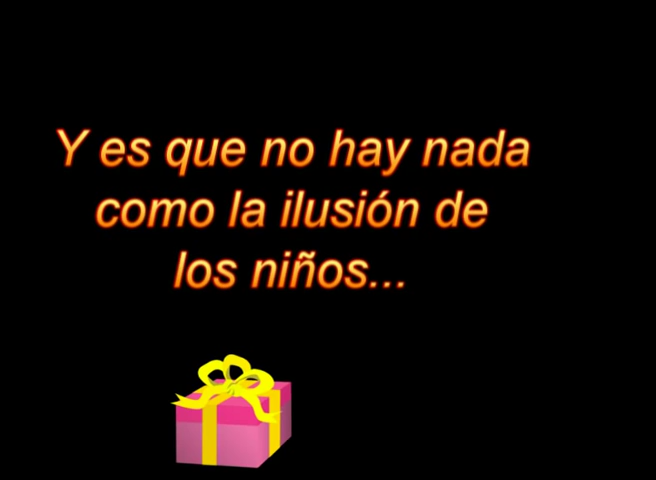 Y es que no hay nada
como la ilusión de
los niños...